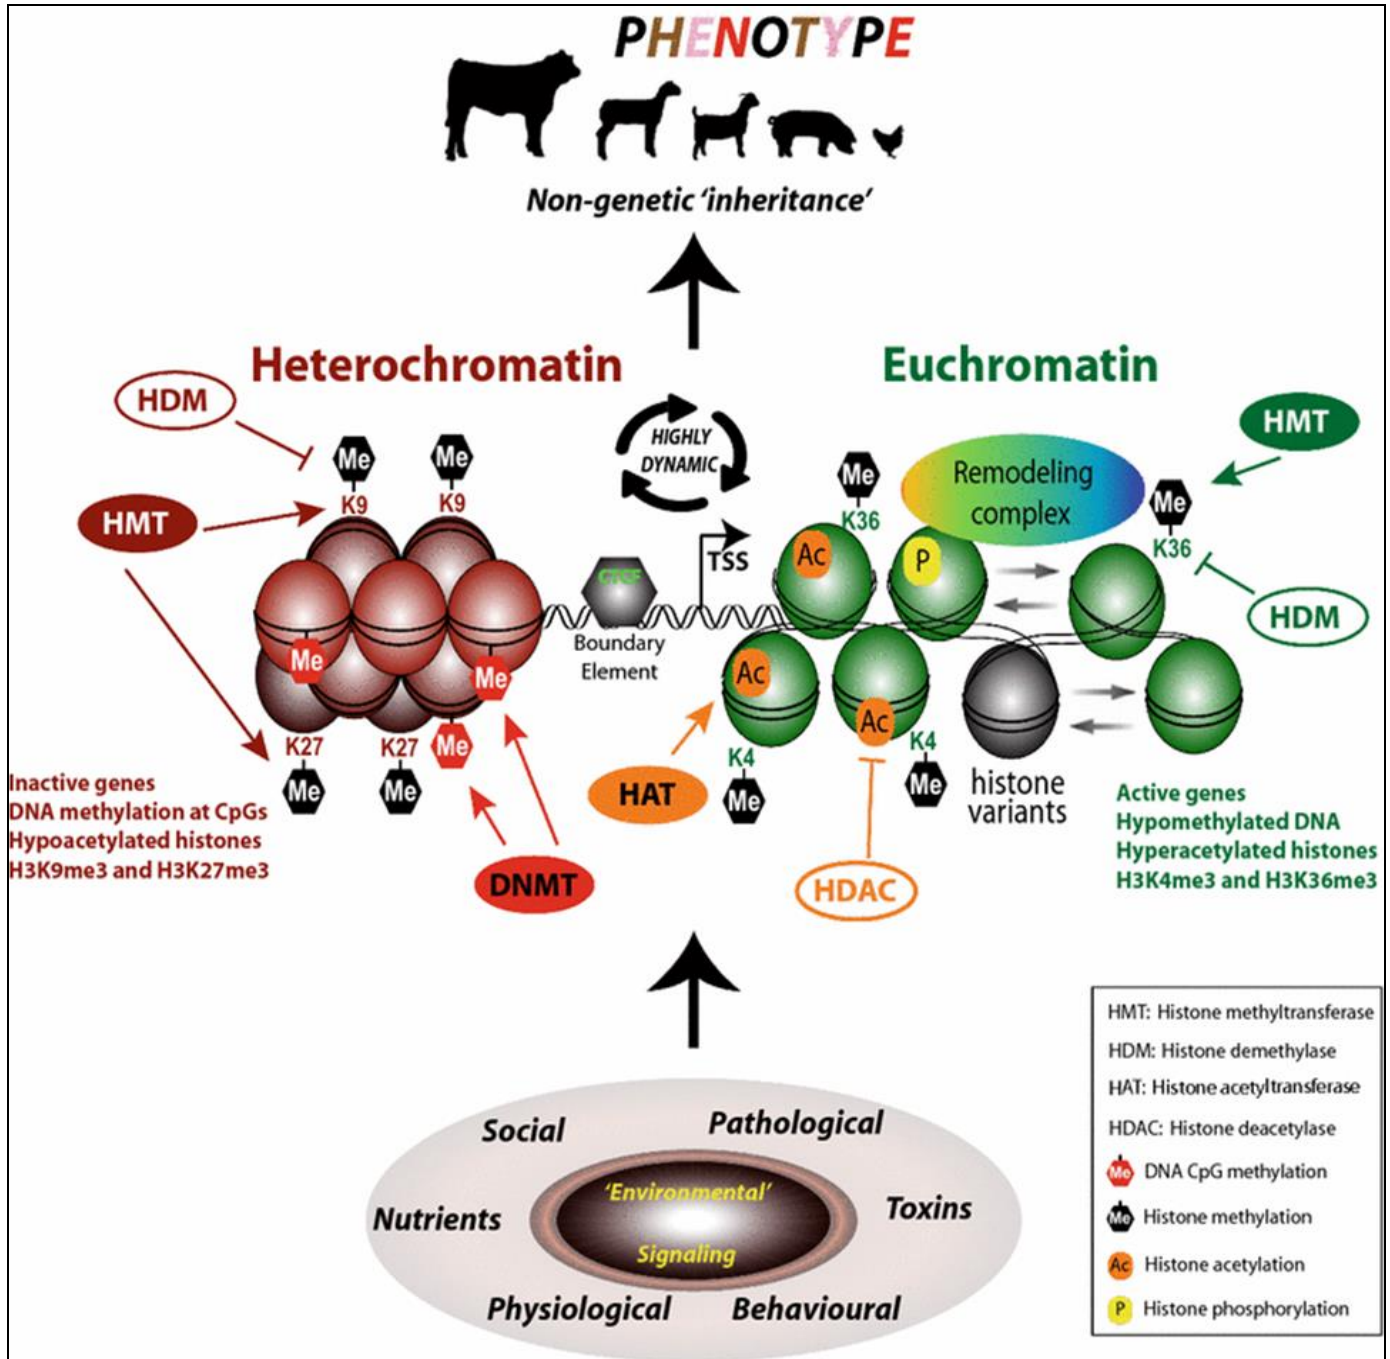 PHENOTYPE
Non-genetic 'inheritance'
Heterochromatin
Euchromatin
HDM
HMT
HIGHLY
DYNAMIC
Me
Me
K9
K9
HMT
Me
K36
Remodeling
complex
Me
K36
Ac
P
TSS
CTCF
Boundary
Element
HDM
Me
Me
Ac
Ac
K27
K27
Me
Me
Me
K4
Me
K4
Me
HAT
histone
variants
Inactive genes
DNA methylation at CpGs
Hypoacetylated histones
H3K9me3 and H3K27me3
Active genes
Hypomethylated DNA
Hyperacetylated histones
H3K4me3 and H3K36me3
DNMT
HDAC
HMT: Histone methyltransferase
HDM: Histone demethylase
HAT: Histone acetyltransferase
HDAC: Histone deacetylase
Me DNA CpG methylation
Me Histone methylation
Ac Histone acetylation
P Histone phosphorylation
Social
Pathological
'Environmental'
Nutrients
Toxins
Signaling
Physiological
Behavioural